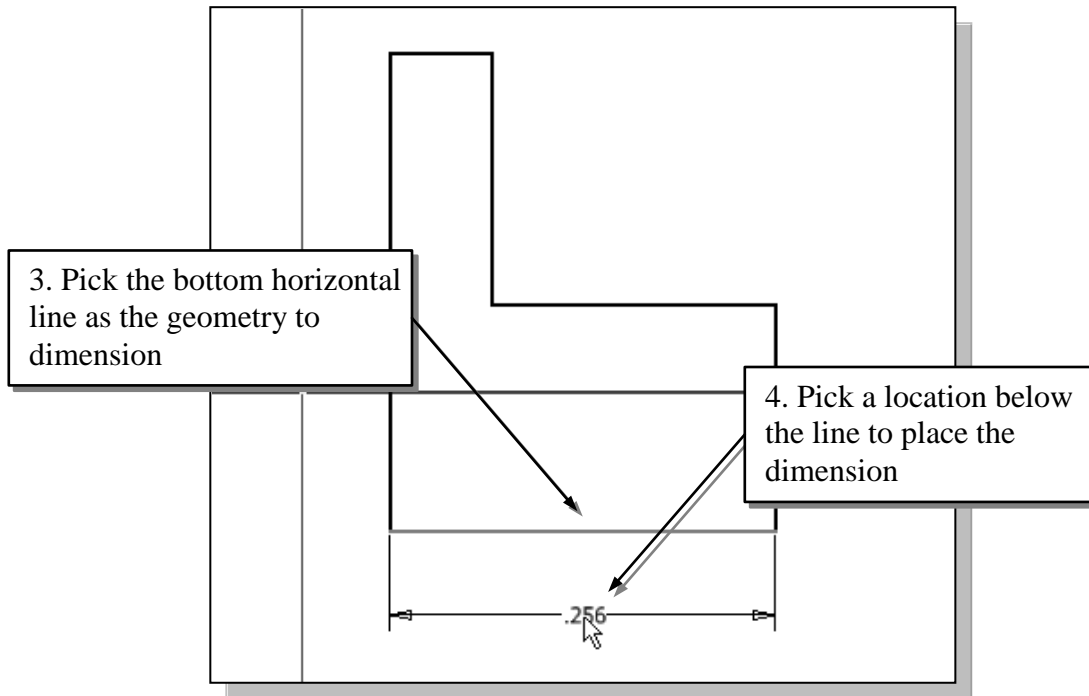 3. Pick the bottom horizontal
line as the geometry to
dimension
4. Pick a location below
the line to place the
dimension
.256